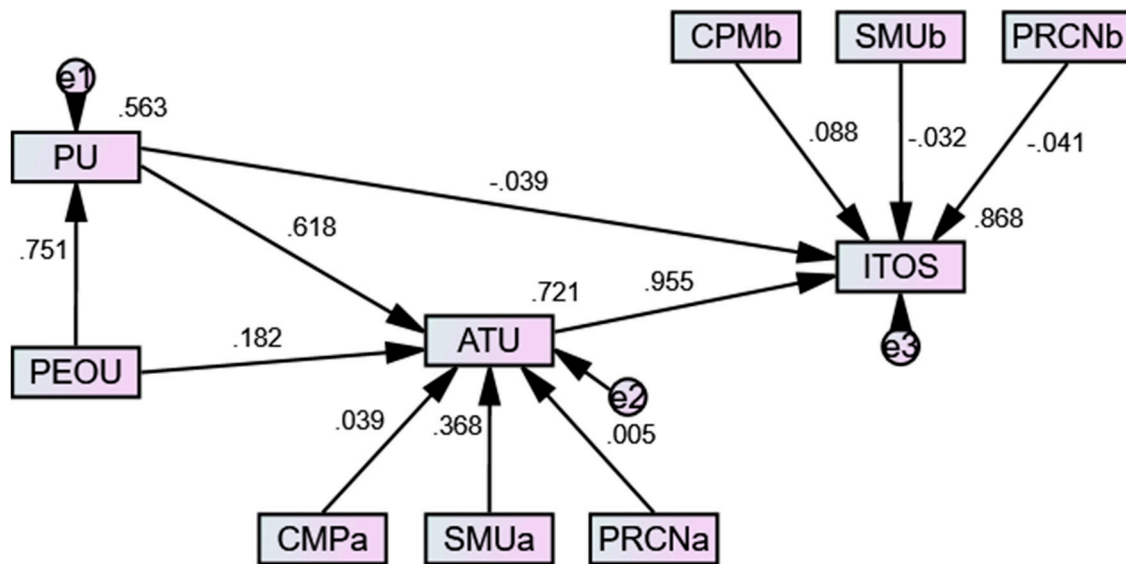 CPMb SMUb PRCNb
e1
.563
PU
.088 -.032 -.041
-.039
.618
.868
.751
ITOS
.721 .955
ATU
.182
PEOU
e3
e2
.039 .368 .005
CMPa SMUa PRCNa